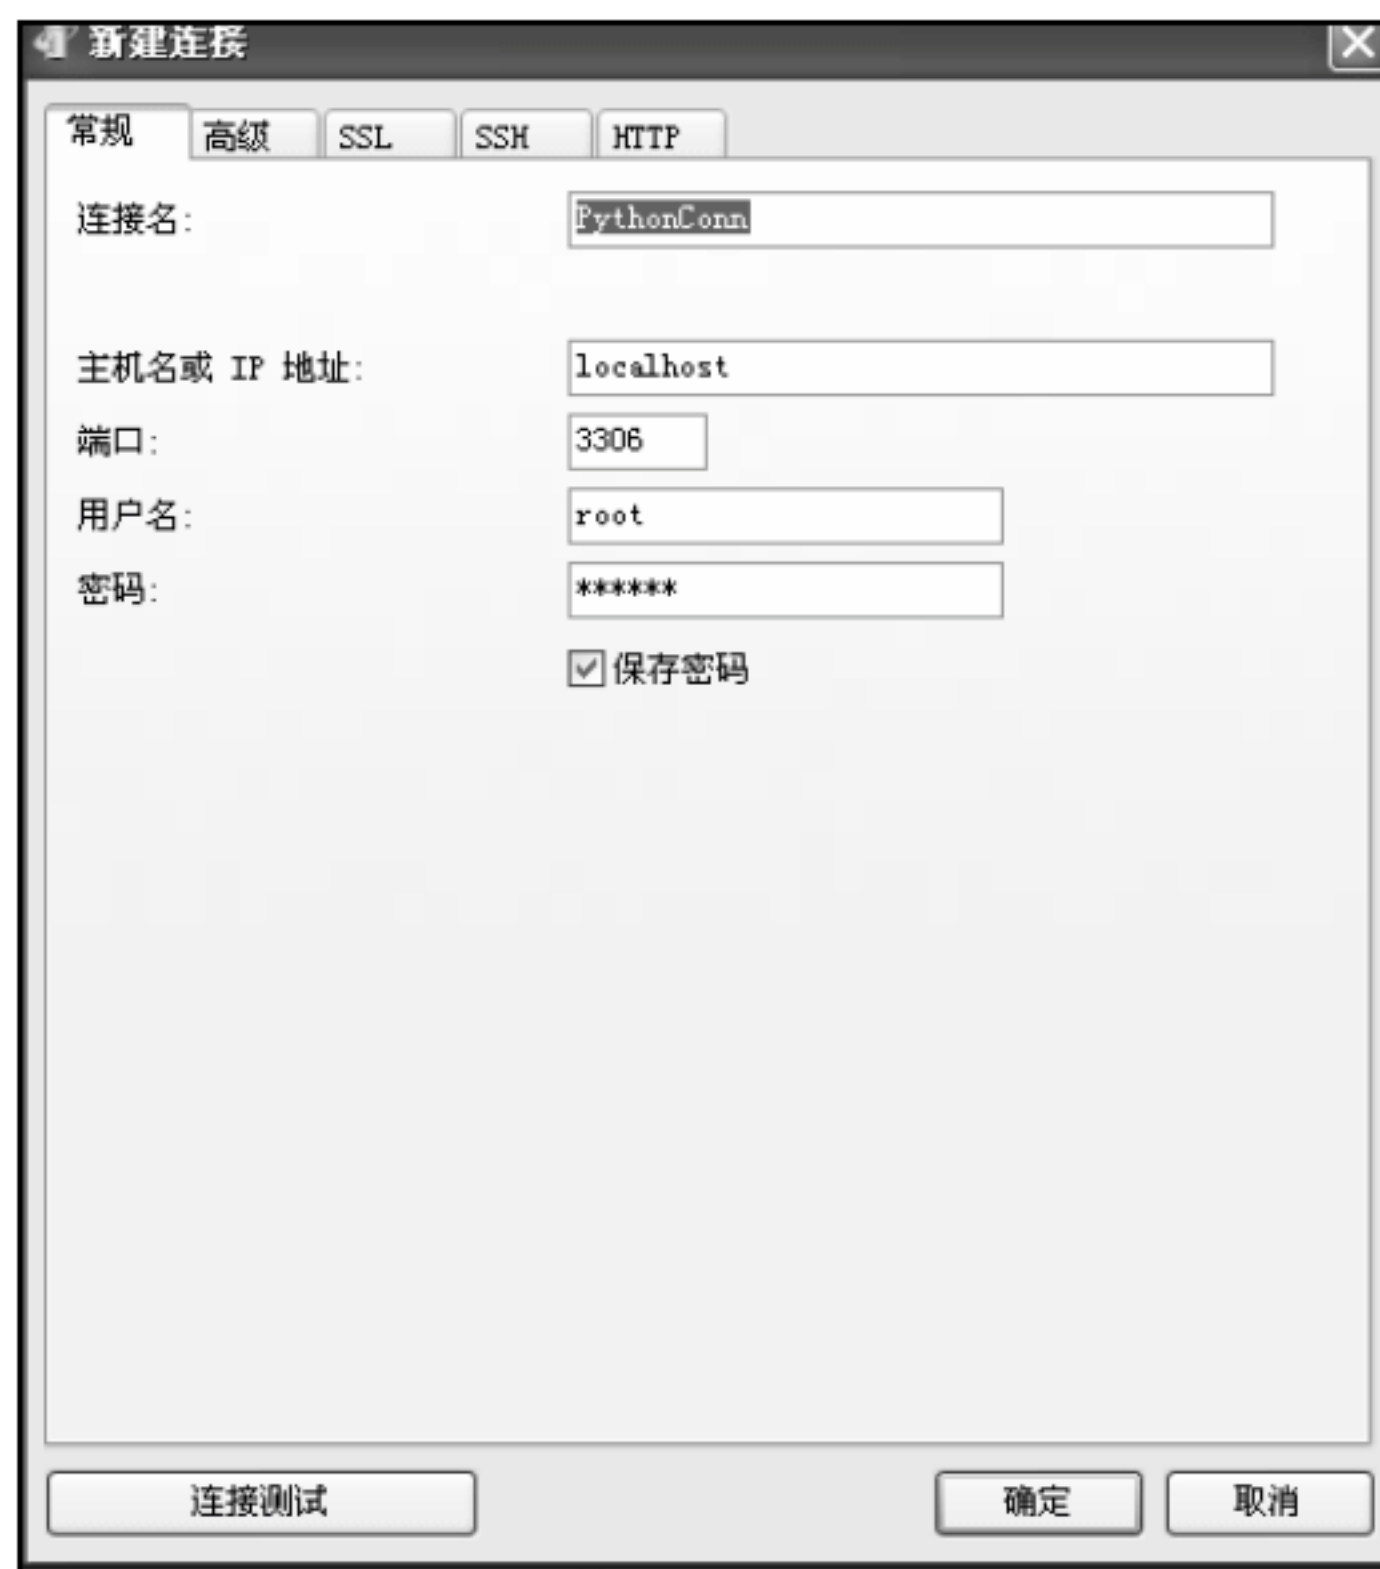 新建连接
常规 高级 SSL SSH HTTP
连接名: PythonConn
主机名或 IP 地址: localhost
端口: 3306
用户名: root
密码: ******
保存密码
连接测试 确定 取消